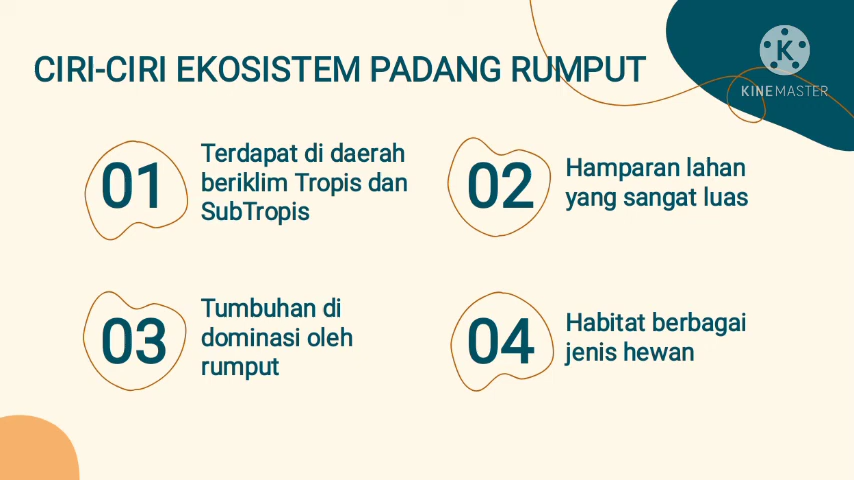 CIRI-CIRI EKOSISTEM PADANG RUMPUT
KINEMASTER
01
Terdapat di daerah
beriklim Tropis dan
SubTropis
02
Hamparan lahan
yang sangat luas
03
Tumbuhan di
dominasi oleh
rumput
04
Habitat berbagai
jenis hewan